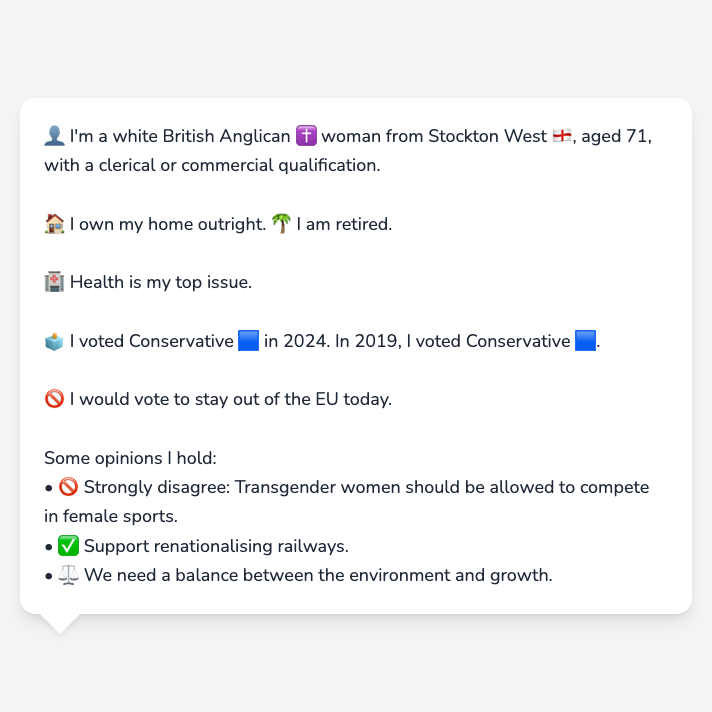 👤 I'm a white British Anglican ✝️ woman from Stockton West 🏴󠁧󠁢󠁥󠁮󠁧󠁿, aged 71,
with a clerical or commercial qualification.
🏠 I own my home outright. 🌴 I am retired.
🏥 Health is my top issue.
🗳️ I voted Conservative 🟦 in 2024. In 2019, I voted Conservative 🟦.
🚫 I would vote to stay out of the EU today.
Some opinions I hold:
• 🚫 Strongly disagree: Transgender women should be allowed to compete
in female sports.
• ✅ Support renationalising railways.
• ⚖️ We need a balance between the environment and growth.